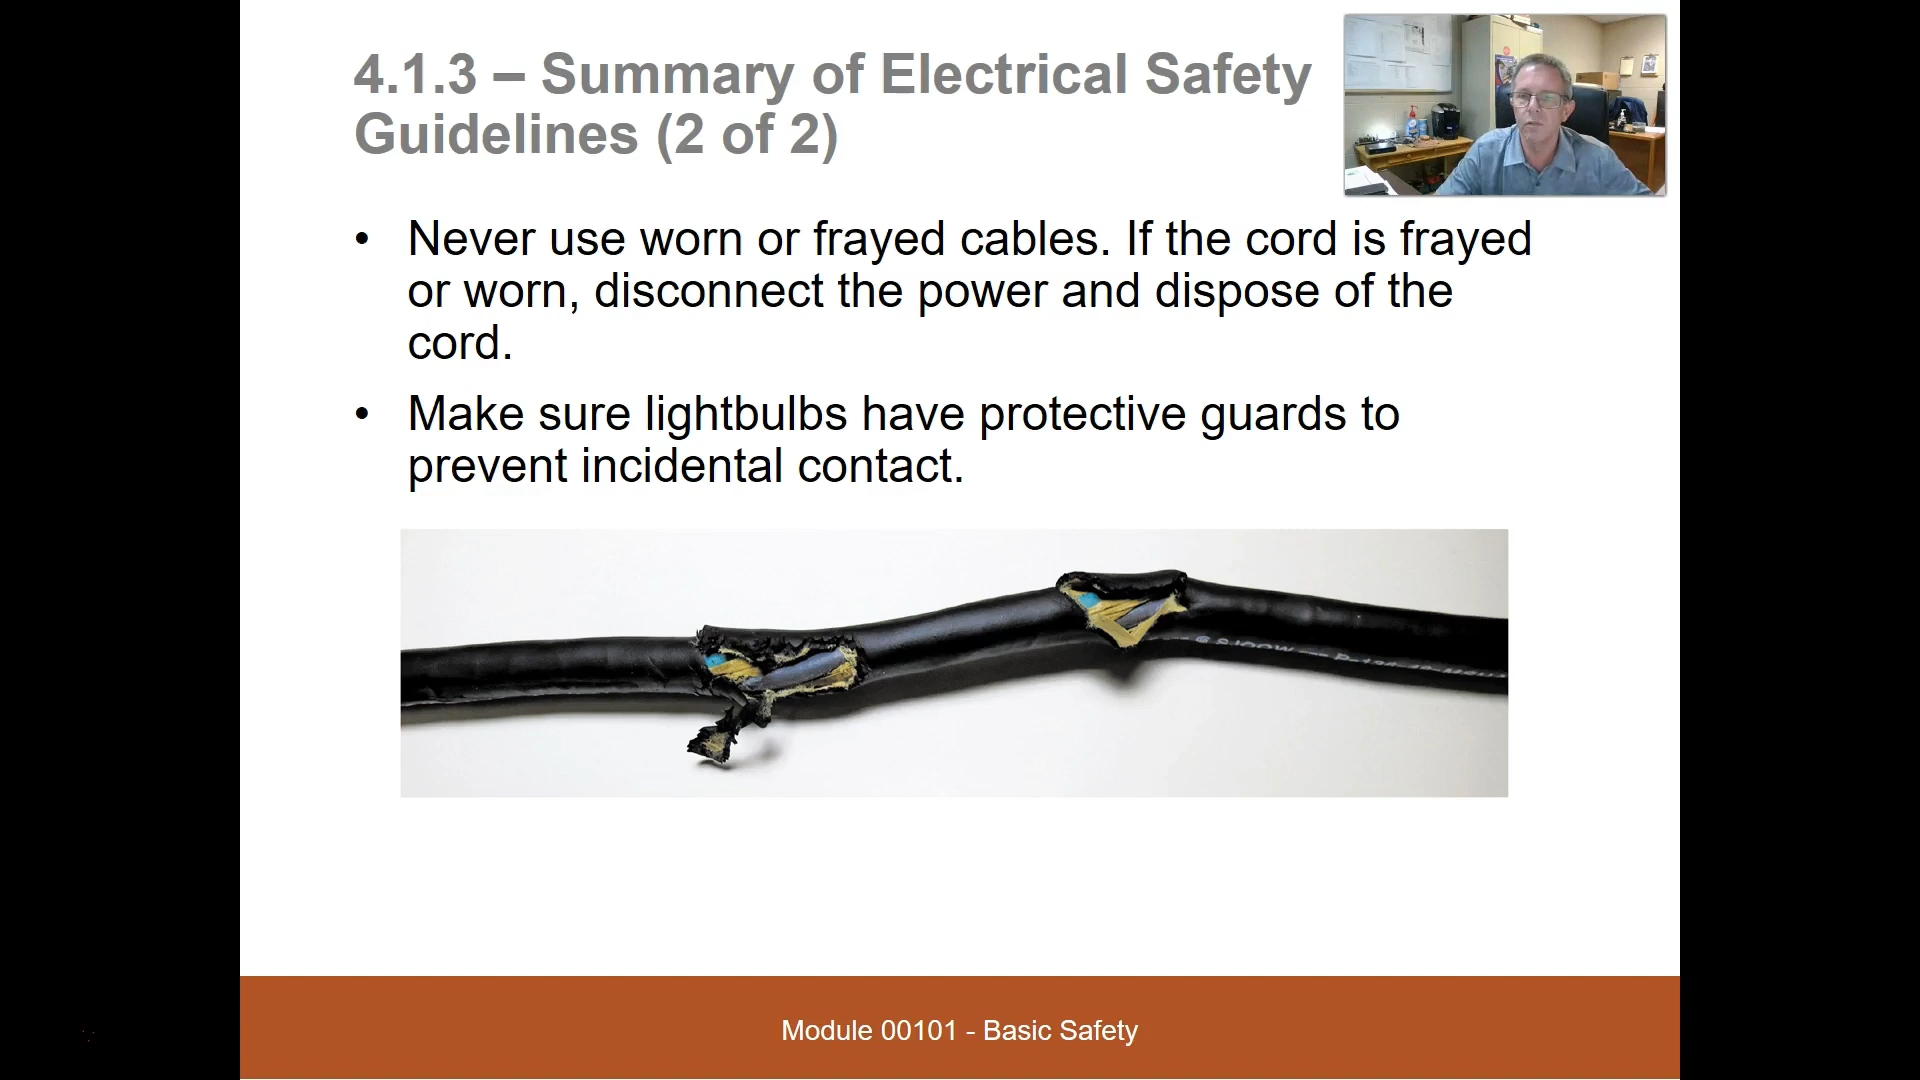 4.1.3 – Summary of Electrical Safety
Guidelines (2 of 2)
• Never use worn or frayed cables. If the cord is frayed
or worn, disconnect the power and dispose of the
cord.
• Make sure lightbulbs have protective guards to
prevent incidental contact.
SJOOW
Module 00101 - Basic Safety